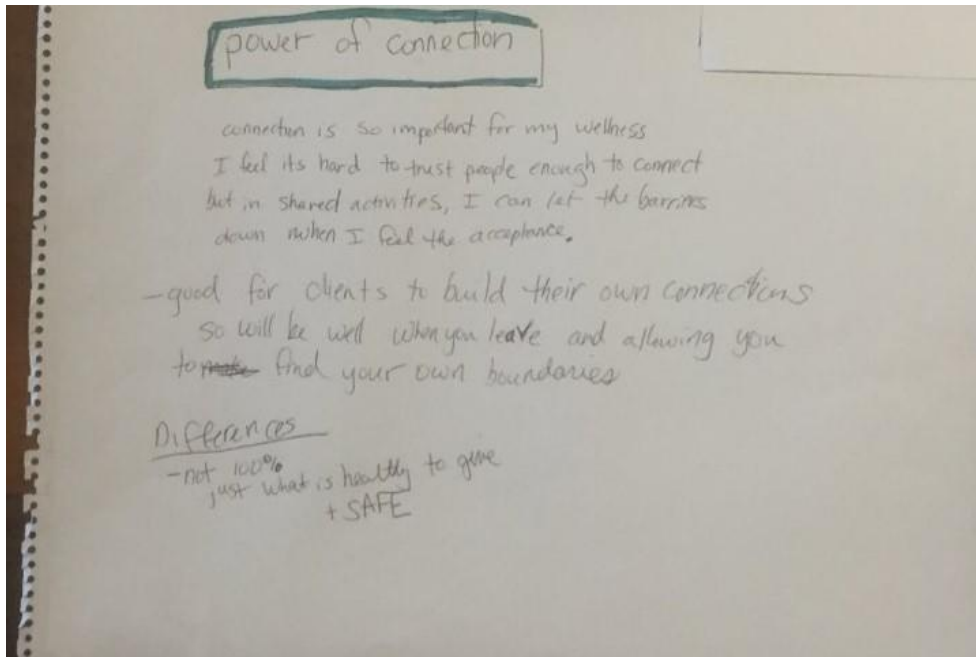 power of connection
connection is so important for my wellness
I feel its hard to trust people enough to connect
but in shared activities, I can let the barriers
down when I feel the acceptance.
-good for clients to build their own connections
so will be well when you leave and allowing you
to find your own boundaries
Differences
-not 100%
just what is healthy to give
+ SAFE